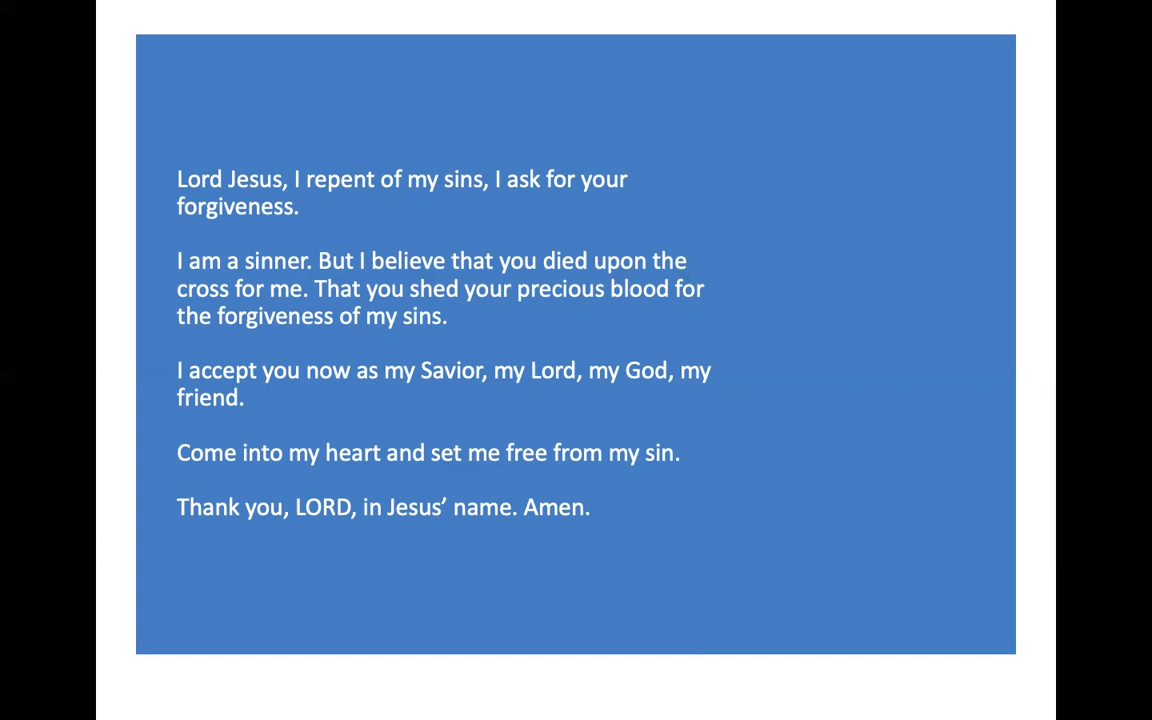 Lord Jesus, I repent of my sins, I ask for your
forgiveness.
I am a sinner. But I believe that you died upon the
cross for me. That you shed your precious blood for
the forgiveness of my sins.
I accept you now as my Savior, my Lord, my God, my
friend.
Come into my heart and set me free from my sin.
Thank you, LORD, in Jesus’ name. Amen.